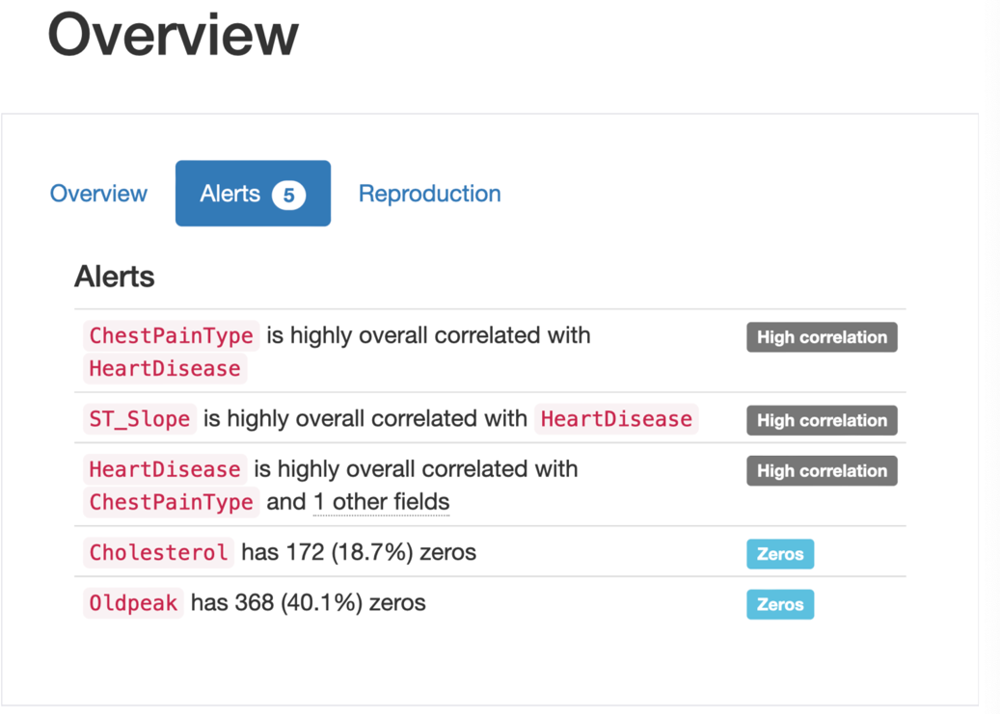 Overview
Overview Alerts 5 Reproduction
Alerts
ChestPainType is highly overall correlated with High correlation
HeartDisease
ST_Slope is highly overall correlated with HeartDisease High correlation
HeartDisease is highly overall correlated with High correlation
ChestPainType and 1 other fields
Cholesterol has 172 (18.7%) zeros Zeros
Oldpeak has 368 (40.1%) zeros Zeros